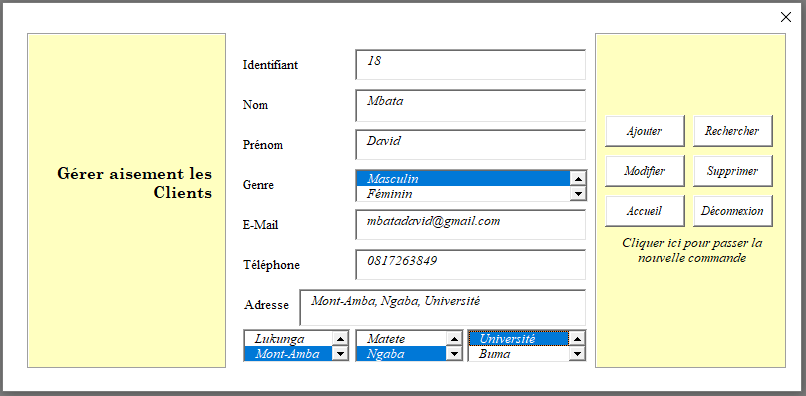 Gérer aisement les
Clients
Identifiant
18
Nom
Mbata
Prénom
David
Genre
Masculin
Féminin
E-Mail
mbatadavid@gmail.com
Téléphone
0817263849
Adresse
Mont-Amba, Ngaba, Université
Lukunga
Mont-Amba
Matete
Ngaba
Université
Buma
Ajouter
Rechercher
Modifier
Supprimer
Accueil
Déconnexion
Cliquer ici pour passer la
nouvelle commande